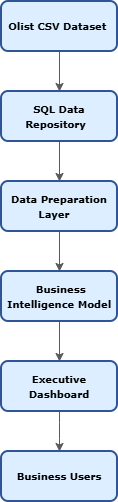 Olist CSV Dataset
SQL Data
Repository
Data Preparation
Layer
Business
Intelligence Model
Executive
Dashboard
Business Users